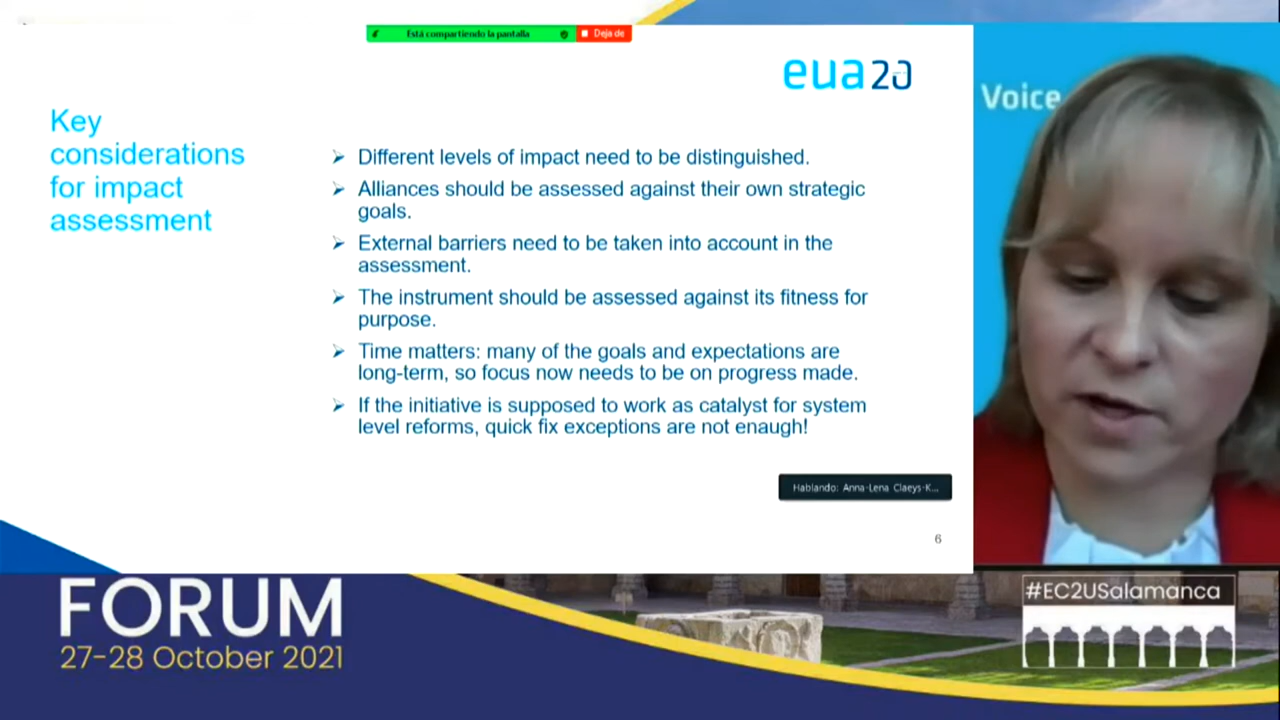 Está compartiendo la pantalla
Deja de
eua20
Voice
Key
considerations
for impact
assessment
Different levels of impact need to be distinguished.
Alliances should be assessed against their own strategic
goals.
External barriers need to be taken into account in the
assessment.
The instrument should be assessed against its fitness for
purpose.
Time matters: many of the goals and expectations are
long-term, so focus now needs to be on progress made.
If the initiative is supposed to work as catalyst for system
level reforms, quick fix exceptions are not enaugh!
Hablando: Anna-Lena Claeys-K...
6
FORUM
27-28 October 2021
#EC2USalamanca